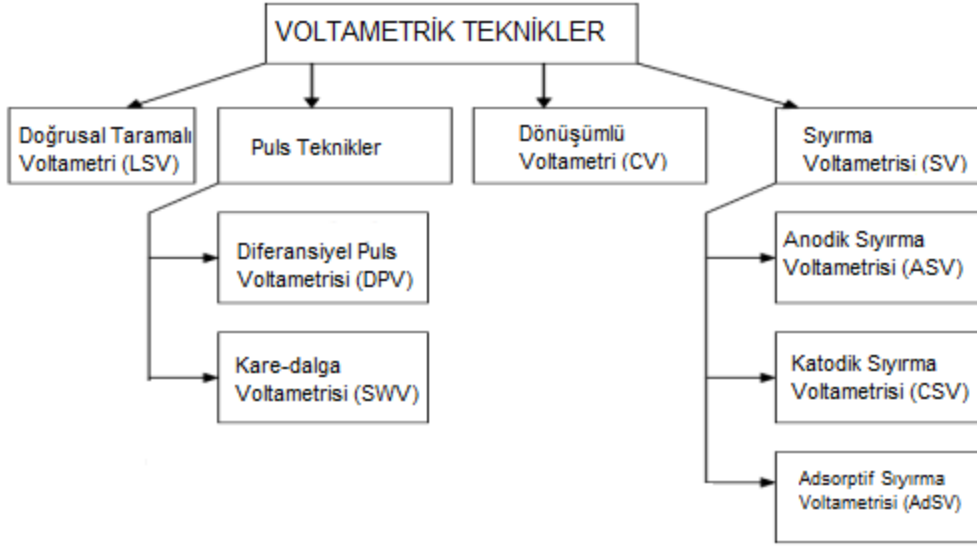 VOLTAMETRİK TEKNİKLER
Doğrusal Taramalı
Voltametri (LSV)
Puls Teknikler
Dönüşümlü
Voltametri (CV)
Sıyırma
Voltametrisi (SV)
Diferansiyel Puls
Voltametrisi (DPV)
Kare-dalga
Voltametrisi (SWV)
Anodik Sıyırma
Voltametrisi (ASV)
Katodik Sıyırma
Voltametrisi (CSV)
Adsorptif Sıyırma
Voltametrisi (AdSV)